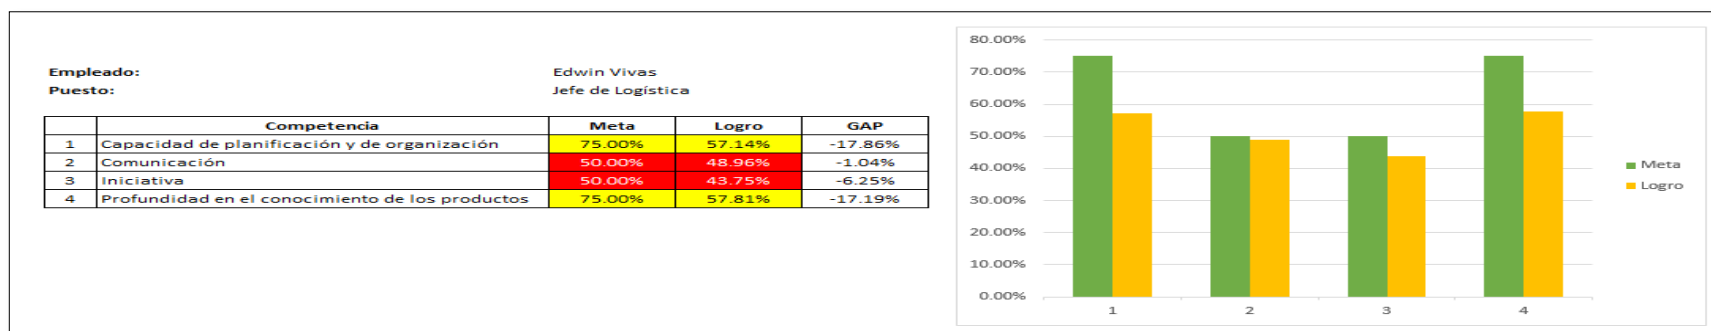 Empleado: Edwin Vivas
Puesto: Jefe de Logística
Competencia Meta Logro GAP
1 Capacidad de planificación y de organización 75.00% 57.14% -17.86%
2 Comunicación 50.00% 48.96% -1.04%
3 Iniciativa 50.00% 43.75% -6.25%
4 Profundidad en el conocimiento de los productos 75.00% 57.81% -17.19%
80.00%
70.00%
60.00%
50.00%
40.00%
30.00%
20.00%
10.00%
0.00%
1 2 3 4
Meta
Logro